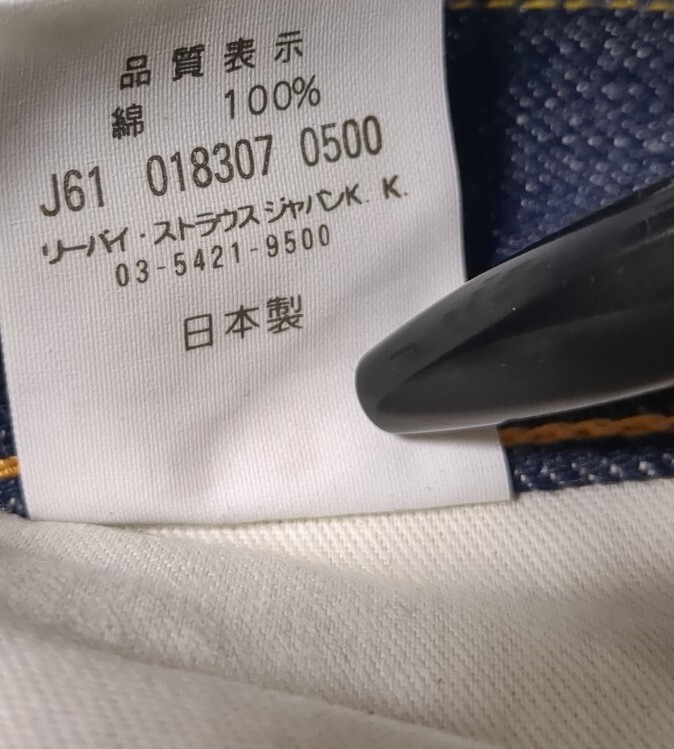 品質表示
綿 100%
J61 018307 0500
リーバイ・ストラウス ジャパンK.K.
03-5421-9500
日本製